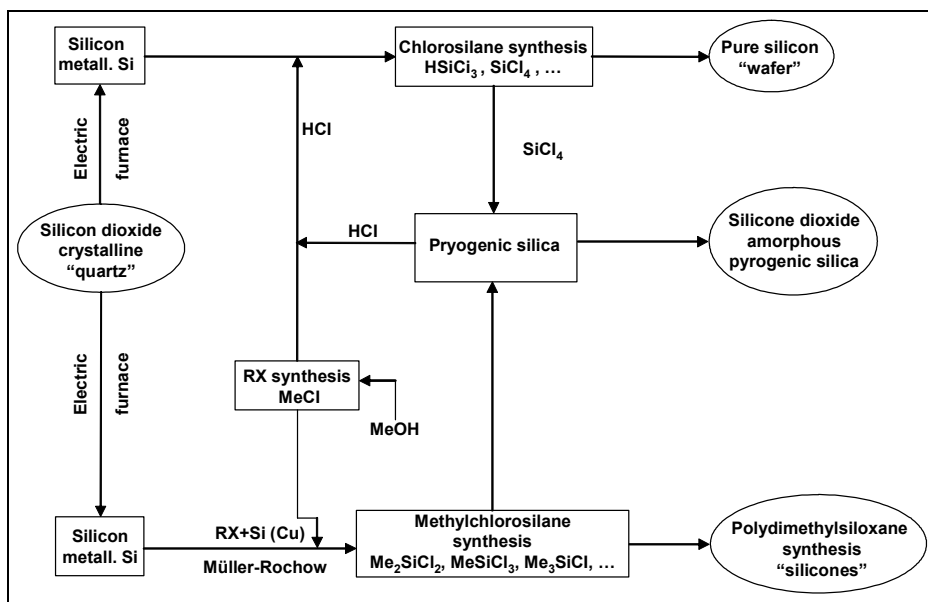 Silicon
metall. Si
Chlorosilane synthesis
HSiCi₃ , SiCl₄ , …
Pure silicon
“wafer”
Electric
furnace
HCl
SiCl₄
Silicon dioxide
crystalline
“quartz”
HCl
Pryogenic silica
Silicone dioxide
amorphous
pyrogenic silica
Electric
furnace
RX synthesis
MeCl
MeOH
Silicon
metall. Si
RX+Si (Cu)
Müller-Rochow
Methylchlorosilane
synthesis
Me₂SiCl₂, MeSiCl₃, Me₃SiCl, …
Polydimethylsiloxane
synthesis
“silicones”